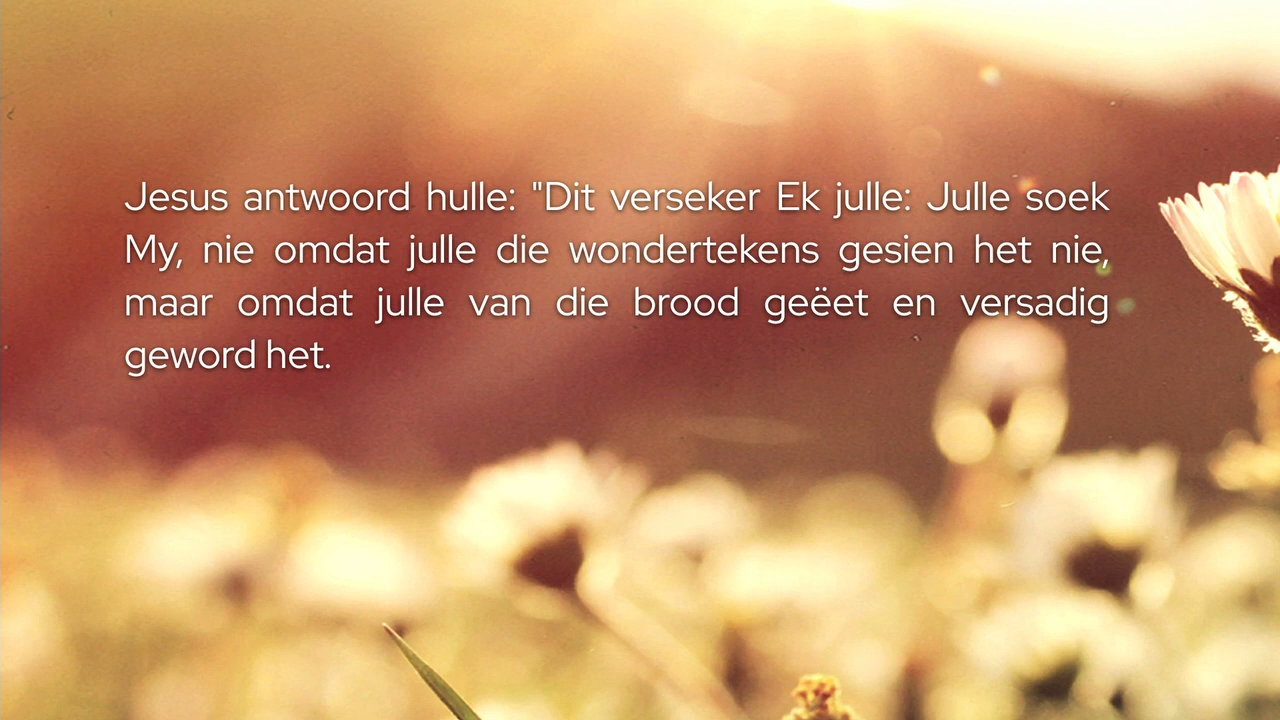 Jesus antwoord hulle: "Dit verseker Ek julle: Julle soek
My, nie omdat julle die wondertekens gesien het nie,
maar omdat julle van die brood geëet en versadig
geword het.